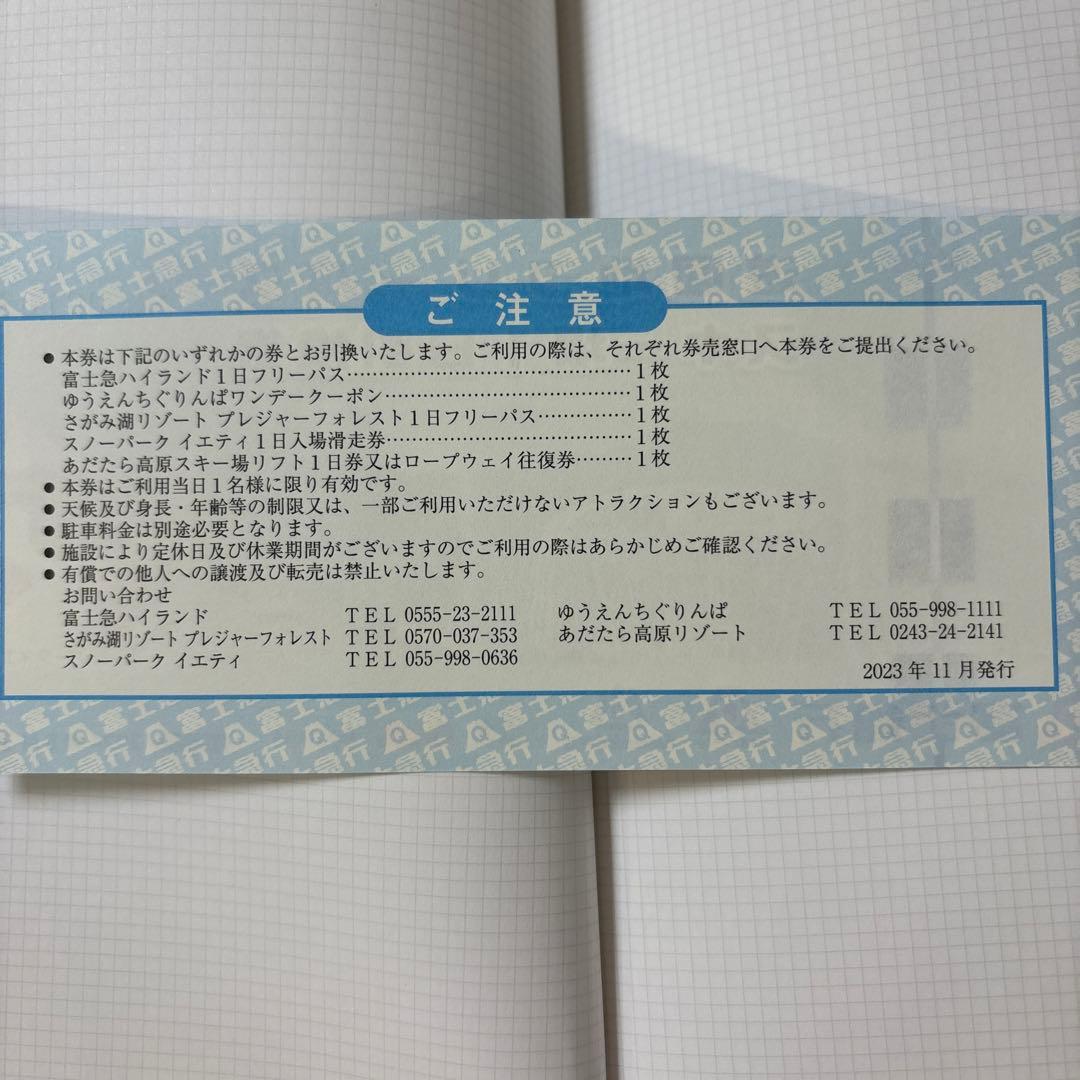 ご注意
● 本券は下記のいずれかの券とお引換いたします。ご利用の際は、それぞれ券売窓口へ本券をご提出ください。
富士急ハイランド1日フリーパス……………………………………1枚
ゆうえんちぐりんぱワンデークーポン………………………………1枚
さがみ湖リゾート プレジャーフォレスト1日フリーパス……………1枚
スノーパーク イエティ1日入場滑走券………………………………1枚
あだたら高原スキー場リフト1日券又はロープウェイ往復券………1枚
● 本券はご利用当日1名様に限り有効です。
● 天候及び身長・年齢等の制限又は、一部ご利用いただけないアトラクションもございます。
● 駐車料金は別途必要となります。
● 施設により定休日及び休業期間がございますのでご利用の際はあらかじめご確認ください。
● 有償での他人への譲渡及び転売は禁止いたします。
お問い合わせ
富士急ハイランド TEL 0555-23-2111 ゆうえんちぐりんぱ TEL 055-998-1111
さがみ湖リゾート プレジャーフォレスト TEL 0570-037-353 あだたら高原リゾート TEL 0243-24-2141
スノーパーク イエティ TEL 055-998-0636
2023年11月発行
富士急行